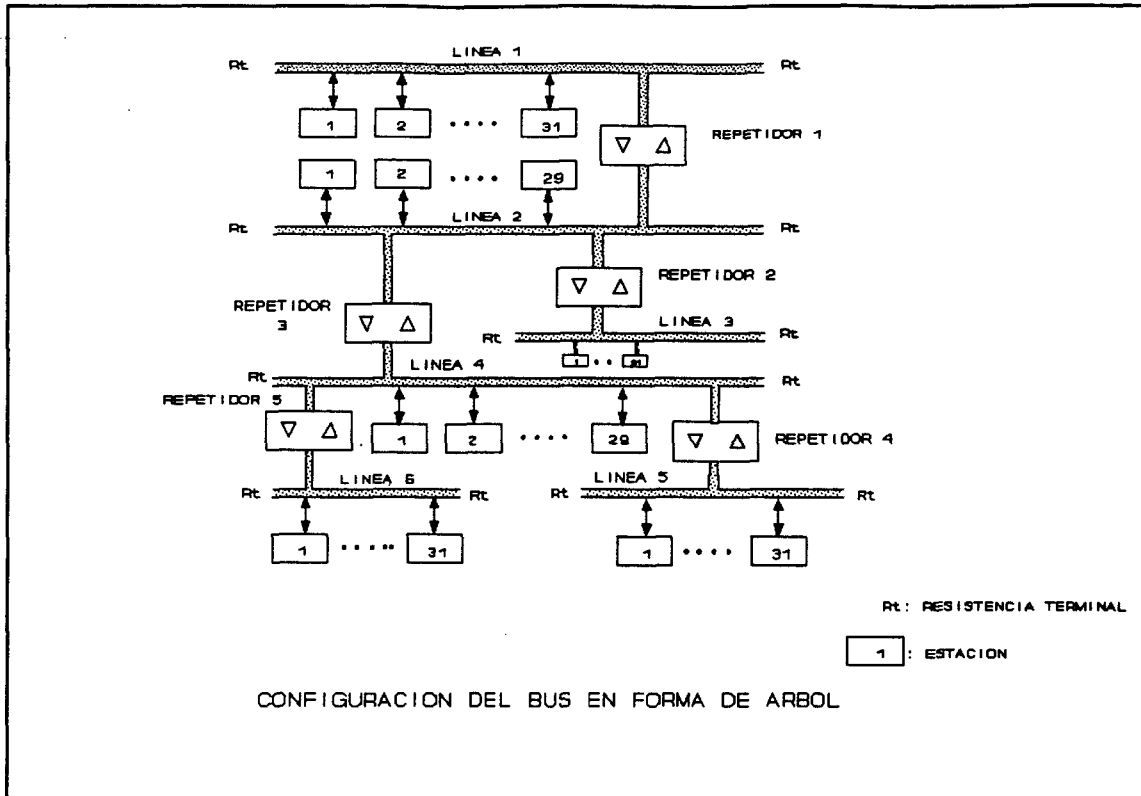 LINEA 1
Rt Rt
1 2 .... 31
REPETIDOR 1
1 2 .... 29
LINEA 2
Rt Rt
REPETIDOR 2
REPETIDOR
3
LINEA 3
Rt Rt
1 .. 31
LINEA 4
Rt Rt
REPETIDOR 5
1 2 .... 29
REPETIDOR 4
LINEA 6
Rt Rt
LINEA 5
Rt Rt
1 ..... 31
1 .... 31
Rt: RESISTENCIA TERMINAL
1 : ESTACION
CONFIGURACION DEL BUS EN FORMA DE ARBOL